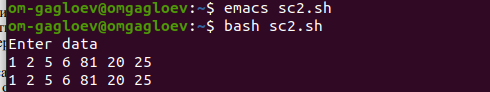 om-gagloev@omgagloev:~$ emacs sc2.sh
om-gagloev@omgagloev:~$ bash sc2.sh
Enter data
1 2 5 6 81 20 25
1 2 5 6 81 20 25